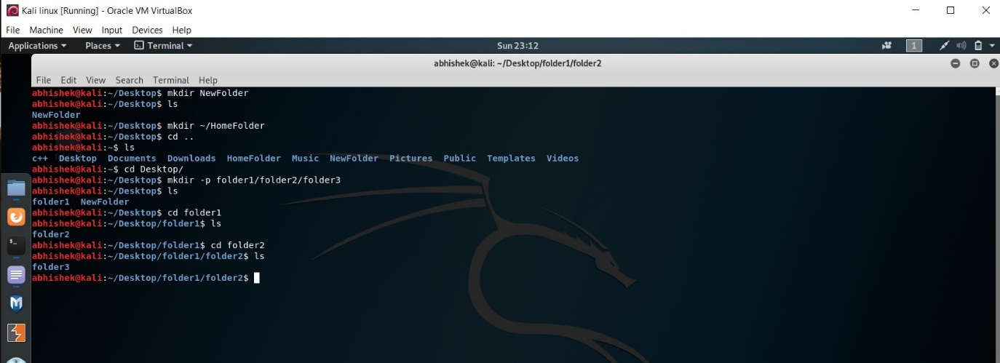 Kali linux [Running] - Oracle VM VirtualBox
File Machine View Input Devices Help
Applications Places Terminal Sun 23:12 1
abhishek@kali: ~/Desktop/folder1/folder2
File Edit View Search Terminal Help
abhishek@kali:~/Desktop$ mkdir NewFolder
abhishek@kali:~/Desktop$ ls
NewFolder
abhishek@kali:~/Desktop$ mkdir ~/HomeFolder
abhishek@kali:~/Desktop$ cd ..
abhishek@kali:~$ ls
c++ Desktop Documents Downloads HomeFolder Music NewFolder Pictures Public Templates Videos
abhishek@kali:~$ cd Desktop/
abhishek@kali:~/Desktop$ mkdir -p folder1/folder2/folder3
abhishek@kali:~/Desktop$ ls
folder1 NewFolder
abhishek@kali:~/Desktop$ cd folder1
abhishek@kali:~/Desktop/folder1$ ls
folder2
abhishek@kali:~/Desktop/folder1$ cd folder2
abhishek@kali:~/Desktop/folder1/folder2$ ls
folder3
abhishek@kali:~/Desktop/folder1/folder2$